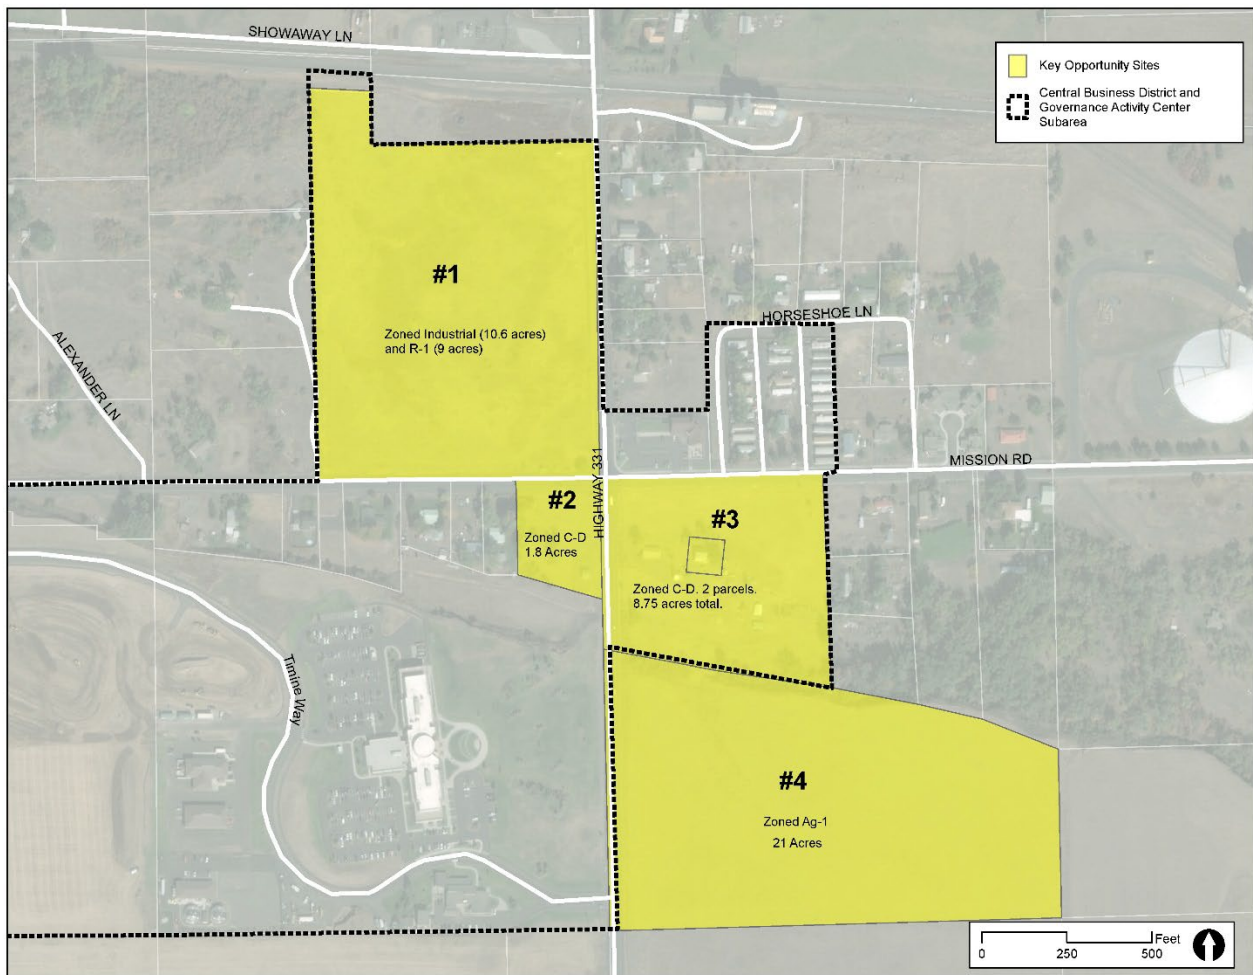 SHOWAWAY LN
Key Opportunity Sites
Central Business District and
Governance Activity Center
Subarea
#1
Zoned Industrial (10.6 acres)
and R-1 (9 acres)
HORSESHOE LN
ALEXANDER LN
MISSION RD
HIGHWAY 331
#2
Zoned C-D
1.8 Acres
#3
Zoned C-D. 2 parcels.
8.75 acres total.
Timine Way
#4
Zoned Ag-1
21 Acres
Feet
0 250 500